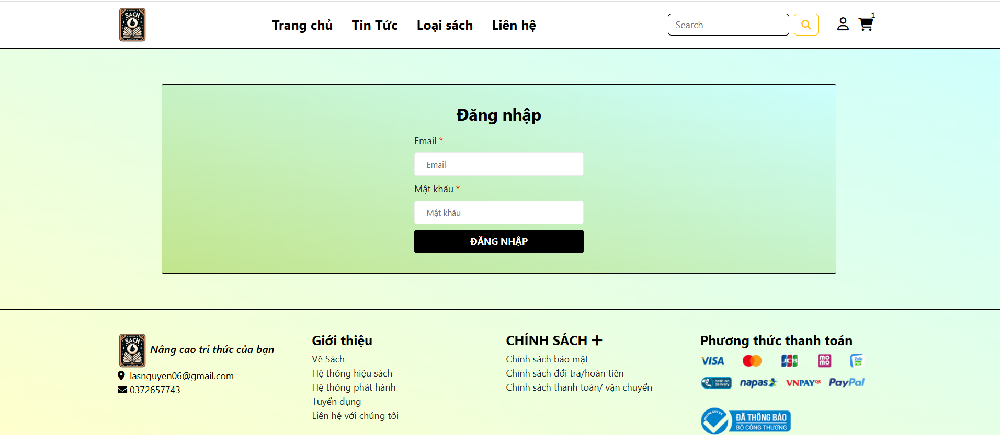 SACH
Trang chủ
Tin Tức
Loại sách
Liên hệ
Search
1
Đăng nhập
Email *
Email
Mật khẩu *
Mật khẩu
ĐĂNG NHẬP
SACH
Nâng cao tri thức của bạn
lasnguyen06@gmail.com
0372657743
Giới thiệu
Về Sách
Hệ thống hiệu sách
Hệ thống phát hành
Tuyển dụng
Liên hệ với chúng tôi
CHÍNH SÁCH +
Chính sách bảo mật
Chính sách đổi trả/hoàn tiền
Chính sách thanh toán/ vận chuyển
Phương thức thanh toán
VISA
JCB
mo mo
Zalo Pay
cash on delivery
napas
VNPAY QR
PayPal
ONLINE.GOV.VN
ĐÃ THÔNG BÁO
BỘ CÔNG THƯƠNG